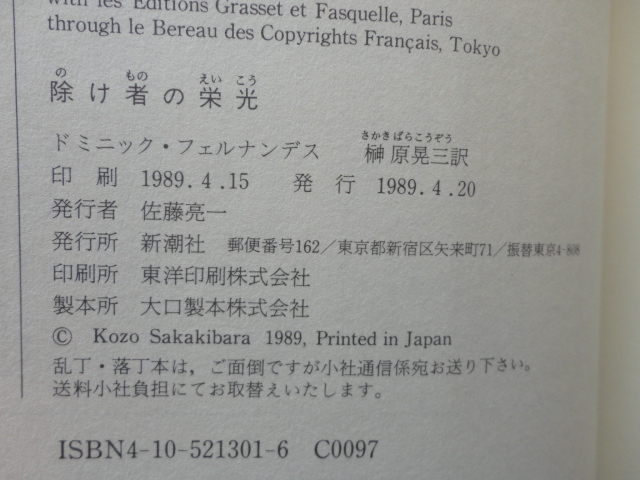 with les Editions Grasset et Fasquelle, Paris
through le Bereau des Copyrights Français, Tokyo
の もの えい こう
除け者の栄光
さかきばらこうぞう
ドミニック・フェルナンデス 榊原晃三訳
印刷 1989.4.15 発行 1989.4.20
発行者 佐藤亮一
発行所 新潮社 郵便番号162/東京都新宿区矢来町71/振替東京4-808
印刷所 東洋印刷株式会社
製本所 大口製本株式会社
© Kozo Sakakibara 1989, Printed in Japan
乱丁・落丁本は，ご面倒ですが小社通信係宛お送り下さい。
送料小社負担にてお取替えいたします。
ISBN4-10-521301-6 C0097